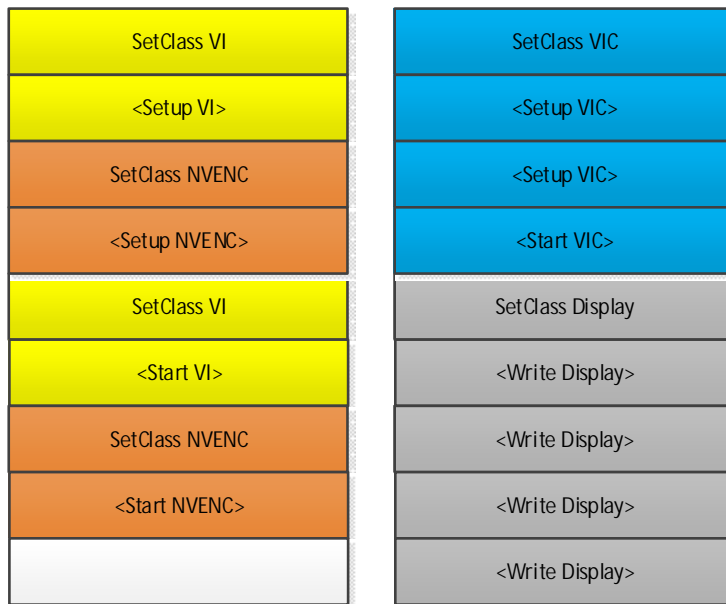 SetClass VI
<Setup VI>
SetClass NVENC
<Setup NVENC>
SetClass VI
<Start VI>
SetClass NVENC
<Start NVENC>
SetClass VIC
<Setup VIC>
<Setup VIC>
<Start VIC>
SetClass Display
<Write Display>
<Write Display>
<Write Display>
<Write Display>